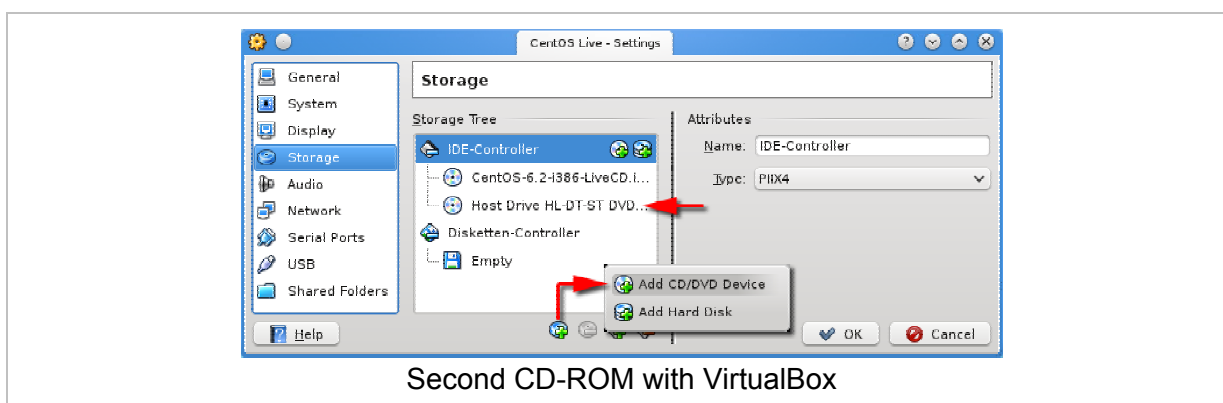 CentOS Live - Settings
General
System
Display
Storage
Audio
Network
Serial Ports
USB
Shared Folders
Storage
Storage Tree
IDE-Controller
CentOS-6.2-i386-LiveCD.i...
Host Drive HL-DT-ST DVD...
Disketten-Controller
Empty
Attributes
Name: IDE-Controller
Type: PIIX4
Add CD/DVD Device
Add Hard Disk
Help
OK
Cancel
Second CD-ROM with VirtualBox